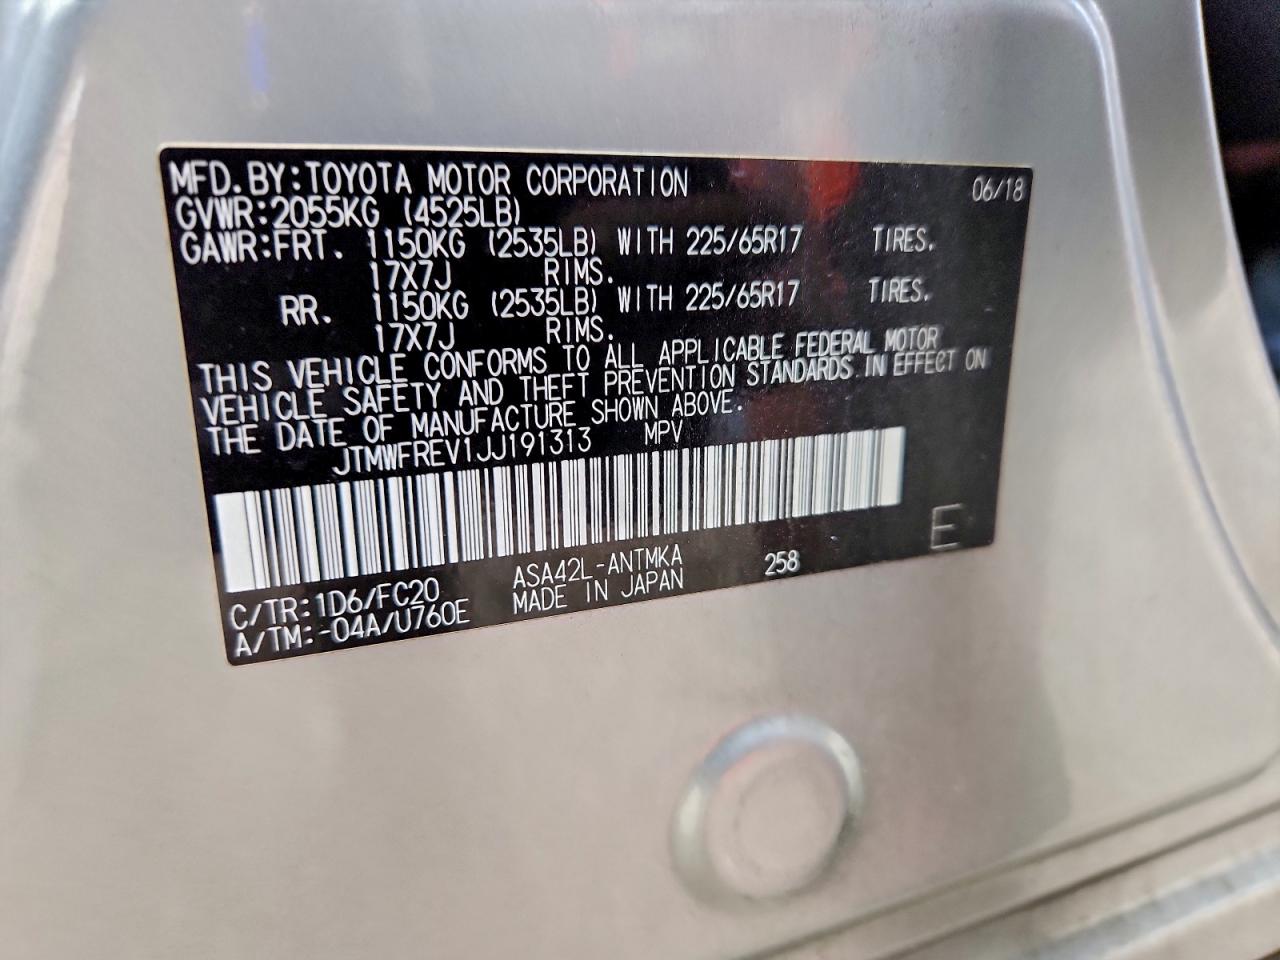 MFD.BY:TOYOTA MOTOR CORPORATION 06/18
GVWR:2055KG (4525LB)
GAWR:FRT. 1150KG (2535LB) WITH 225/65R17 TIRES.
17X7J RIMS.
RR. 1150KG (2535LB) WITH 225/65R17 TIRES.
17X7J RIMS.
THIS VEHICLE CONFORMS TO ALL APPLICABLE FEDERAL MOTOR
VEHICLE SAFETY AND THEFT PREVENTION STANDARDS IN EFFECT ON
THE DATE OF MANUFACTURE SHOWN ABOVE.
JTMWFREV1JJ191313 MPV
E
C/TR:1D6/FC20 ASA42L-ANTMKA 258
A/TM:-04A/U760E MADE IN JAPAN